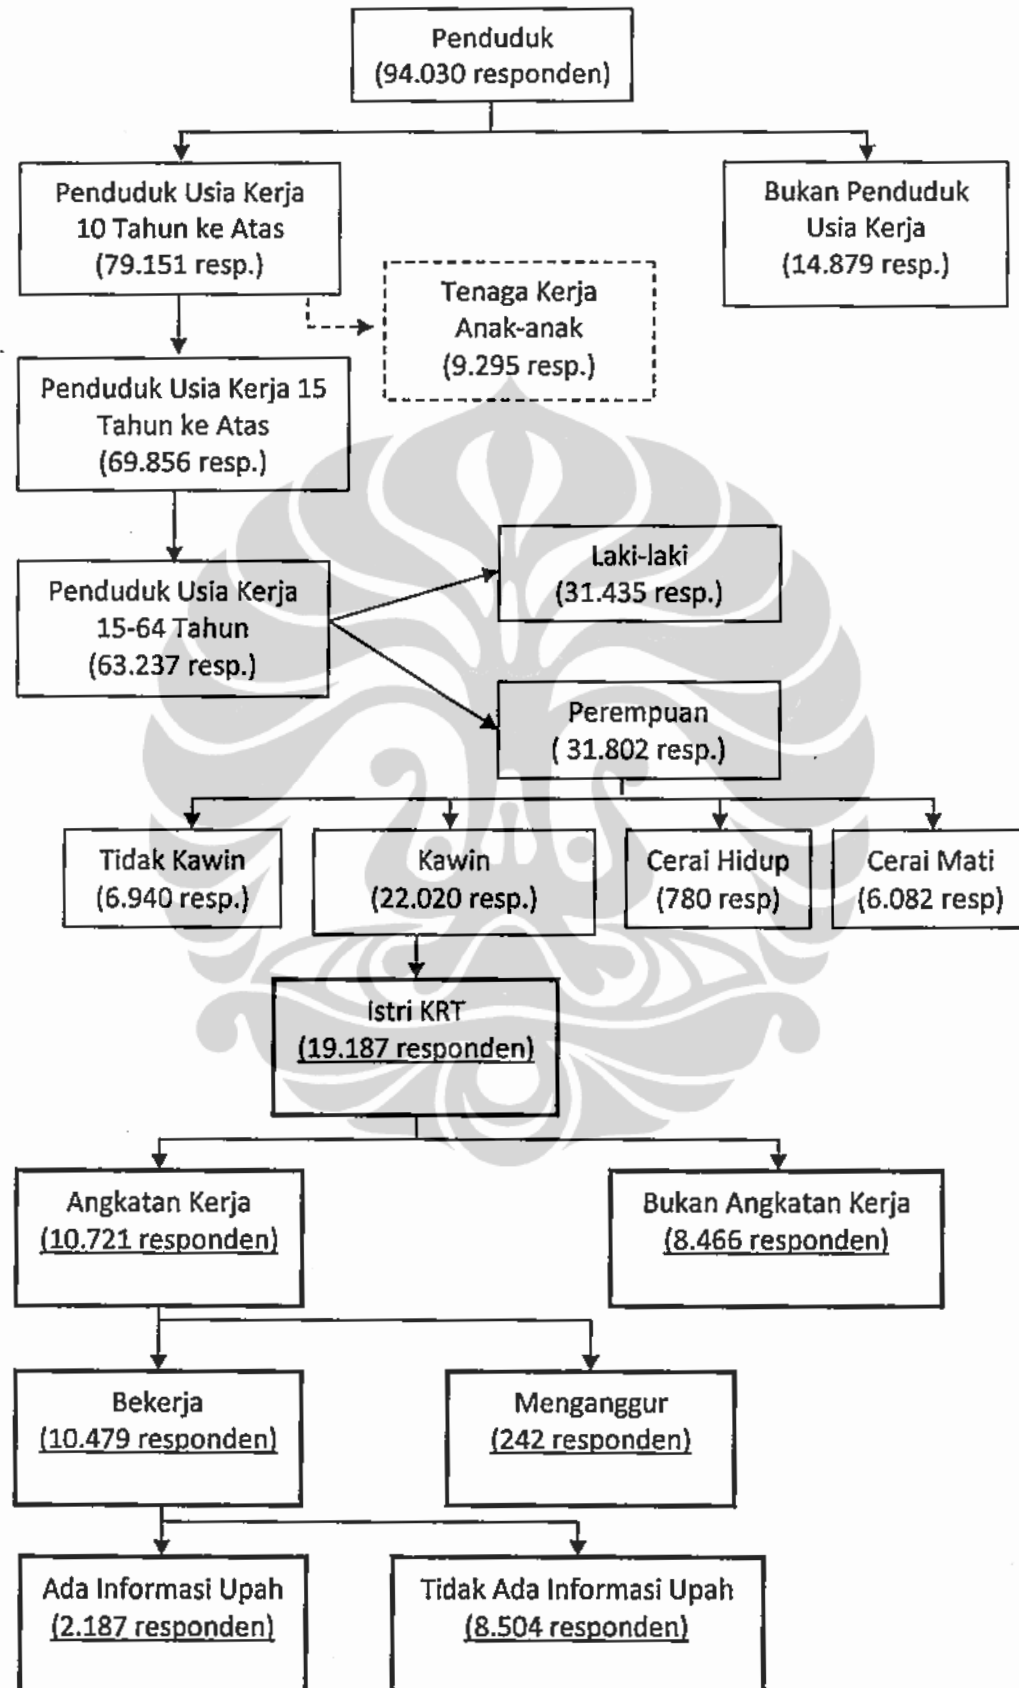 Penduduk
(94.030 responden)
Penduduk Usia Kerja
10 Tahun ke Atas
(79.151 resp.)
Bukan Penduduk
Usia Kerja
(14.879 resp.)
Tenaga Kerja
Anak-anak
(9.295 resp.)
Penduduk Usia Kerja 15
Tahun ke Atas
(69.856 resp.)
Penduduk Usia Kerja
15-64 Tahun
(63.237 resp.)
Laki-laki
(31.435 resp.)
Perempuan
( 31.802 resp.)
Tidak Kawin
(6.940 resp.)
Kawin
(22.020 resp.)
Cerai Hidup
(780 resp)
Cerai Mati
(6.082 resp)
Istri KRT
(19.187 responden)
Angkatan Kerja
(10.721 responden)
Bukan Angkatan Kerja
(8.466 responden)
Bekerja
(10.479 responden)
Menganggur
(242 responden)
Ada Informasi Upah
(2.187 responden)
Tidak Ada Informasi Upah
(8.504 responden)